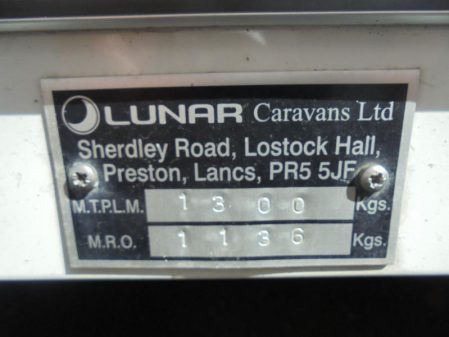 LUNAR Caravans Ltd
Sherdley Road, Lostock Hall,
Preston, Lancs, PR5 5JF
M.T.P.L.M. 1300 Kgs.
M.R.O. 1136 Kgs.